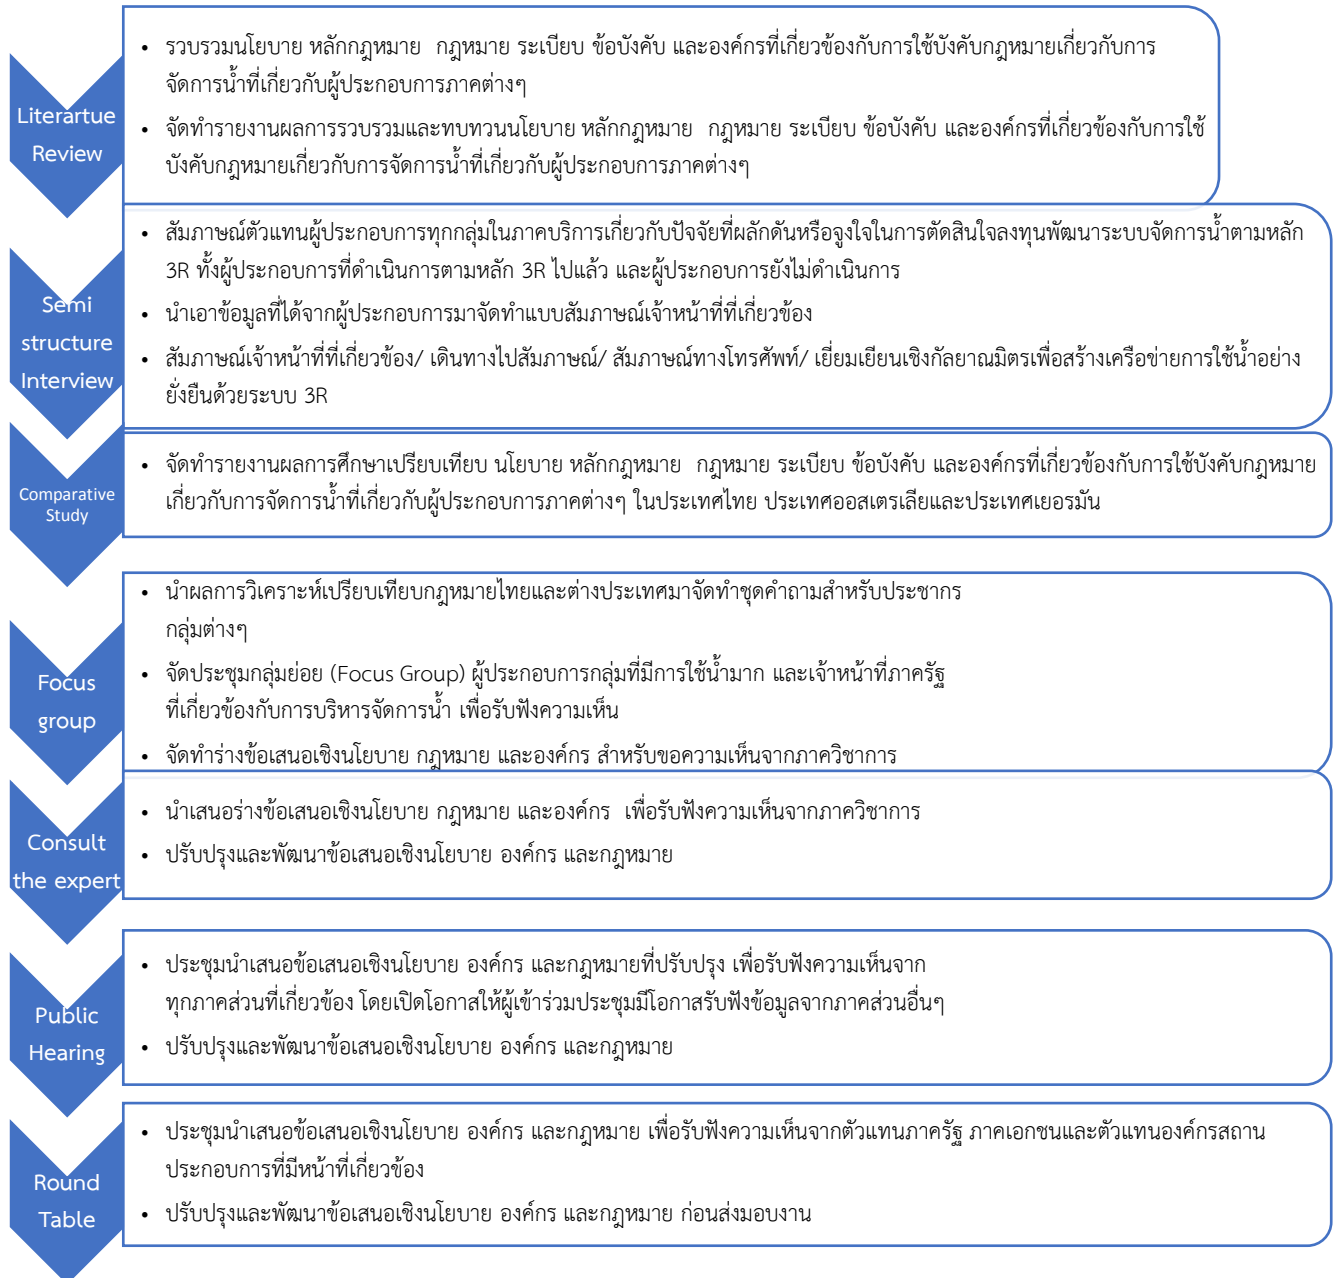 Literartue
Review
• รวบรวมนโยบาย หลักกฎหมาย กฎหมาย ระเบียบ ข้อบังคับ และองค์กรที่เกี่ยวข้องกับการใช้บังคับกฎหมายเกี่ยวกับการ
จัดการน้ำที่เกี่ยวกับผู้ประกอบการภาคต่างๆ
• จัดทำรายงานผลการรวบรวมและทบทวนนโยบาย หลักกฎหมาย กฎหมาย ระเบียบ ข้อบังคับ และองค์กรที่เกี่ยวข้องกับการใช้
บังคับกฎหมายเกี่ยวกับการจัดการน้ำที่เกี่ยวกับผู้ประกอบการภาคต่างๆ
Semi
structure
Interview
• สัมภาษณ์ตัวแทนผู้ประกอบการทุกกลุ่มในภาคบริการเกี่ยวกับปัจจัยที่ผลักดันหรือจูงใจในการตัดสินใจลงทุนพัฒนาระบบจัดการน้ำตามหลัก
3R ทั้งผู้ประกอบการที่ดำเนินการตามหลัก 3R ไปแล้ว และผู้ประกอบการยังไม่ดำเนินการ
• นำเอาข้อมูลที่ได้จากผู้ประกอบการมาจัดทำแบบสัมภาษณ์เจ้าหน้าที่ที่เกี่ยวข้อง
• สัมภาษณ์เจ้าหน้าที่ที่เกี่ยวข้อง/ เดินทางไปสัมภาษณ์/ สัมภาษณ์ทางโทรศัพท์/ เยี่ยมเยียนเชิงกัลยาณมิตรเพื่อสร้างเครือข่ายการใช้น้ำอย่าง
ยั่งยืนด้วยระบบ 3R
Comparative
Study
• จัดทำรายงานผลการศึกษาเปรียบเทียบ นโยบาย หลักกฎหมาย กฎหมาย ระเบียบ ข้อบังคับ และองค์กรที่เกี่ยวข้องกับการใช้บังคับกฎหมาย
เกี่ยวกับการจัดการน้ำที่เกี่ยวกับผู้ประกอบการภาคต่างๆ ในประเทศไทย ประเทศออสเตรเลียและประเทศเยอรมัน
Focus
group
• นำผลการวิเคราะห์เปรียบเทียบกฎหมายไทยและต่างประเทศมาจัดทำชุดคำถามสำหรับประชากร
กลุ่มต่างๆ
• จัดประชุมกลุ่มย่อย (Focus Group) ผู้ประกอบการกลุ่มที่มีการใช้น้ำมาก และเจ้าหน้าที่ภาครัฐ
ที่เกี่ยวข้องกับการบริหารจัดการน้ำ เพื่อรับฟังความเห็น
• จัดทำร่างข้อเสนอเชิงนโยบาย กฎหมาย และองค์กร สำหรับขอความเห็นจากภาควิชาการ
Consult
the expert
• นำเสนอร่างข้อเสนอเชิงนโยบาย กฎหมาย และองค์กร เพื่อรับฟังความเห็นจากภาควิชาการ
• ปรับปรุงและพัฒนาข้อเสนอเชิงนโยบาย องค์กร และกฎหมาย
Public
Hearing
• ประชุมนำเสนอข้อเสนอเชิงนโยบาย องค์กร และกฎหมายที่ปรับปรุง เพื่อรับฟังความเห็นจาก
ทุกภาคส่วนที่เกี่ยวข้อง โดยเปิดโอกาสให้ผู้เข้าร่วมประชุมมีโอกาสรับฟังข้อมูลจากภาคส่วนอื่นๆ
• ปรับปรุงและพัฒนาข้อเสนอเชิงนโยบาย องค์กร และกฎหมาย
Round
Table
• ประชุมนำเสนอข้อเสนอเชิงนโยบาย องค์กร และกฎหมาย เพื่อรับฟังความเห็นจากตัวแทนภาครัฐ ภาคเอกชนและตัวแทนองค์กรสถาน
ประกอบการที่มีหน้าที่เกี่ยวข้อง
• ปรับปรุงและพัฒนาข้อเสนอเชิงนโยบาย องค์กร และกฎหมาย ก่อนส่งมอบงาน